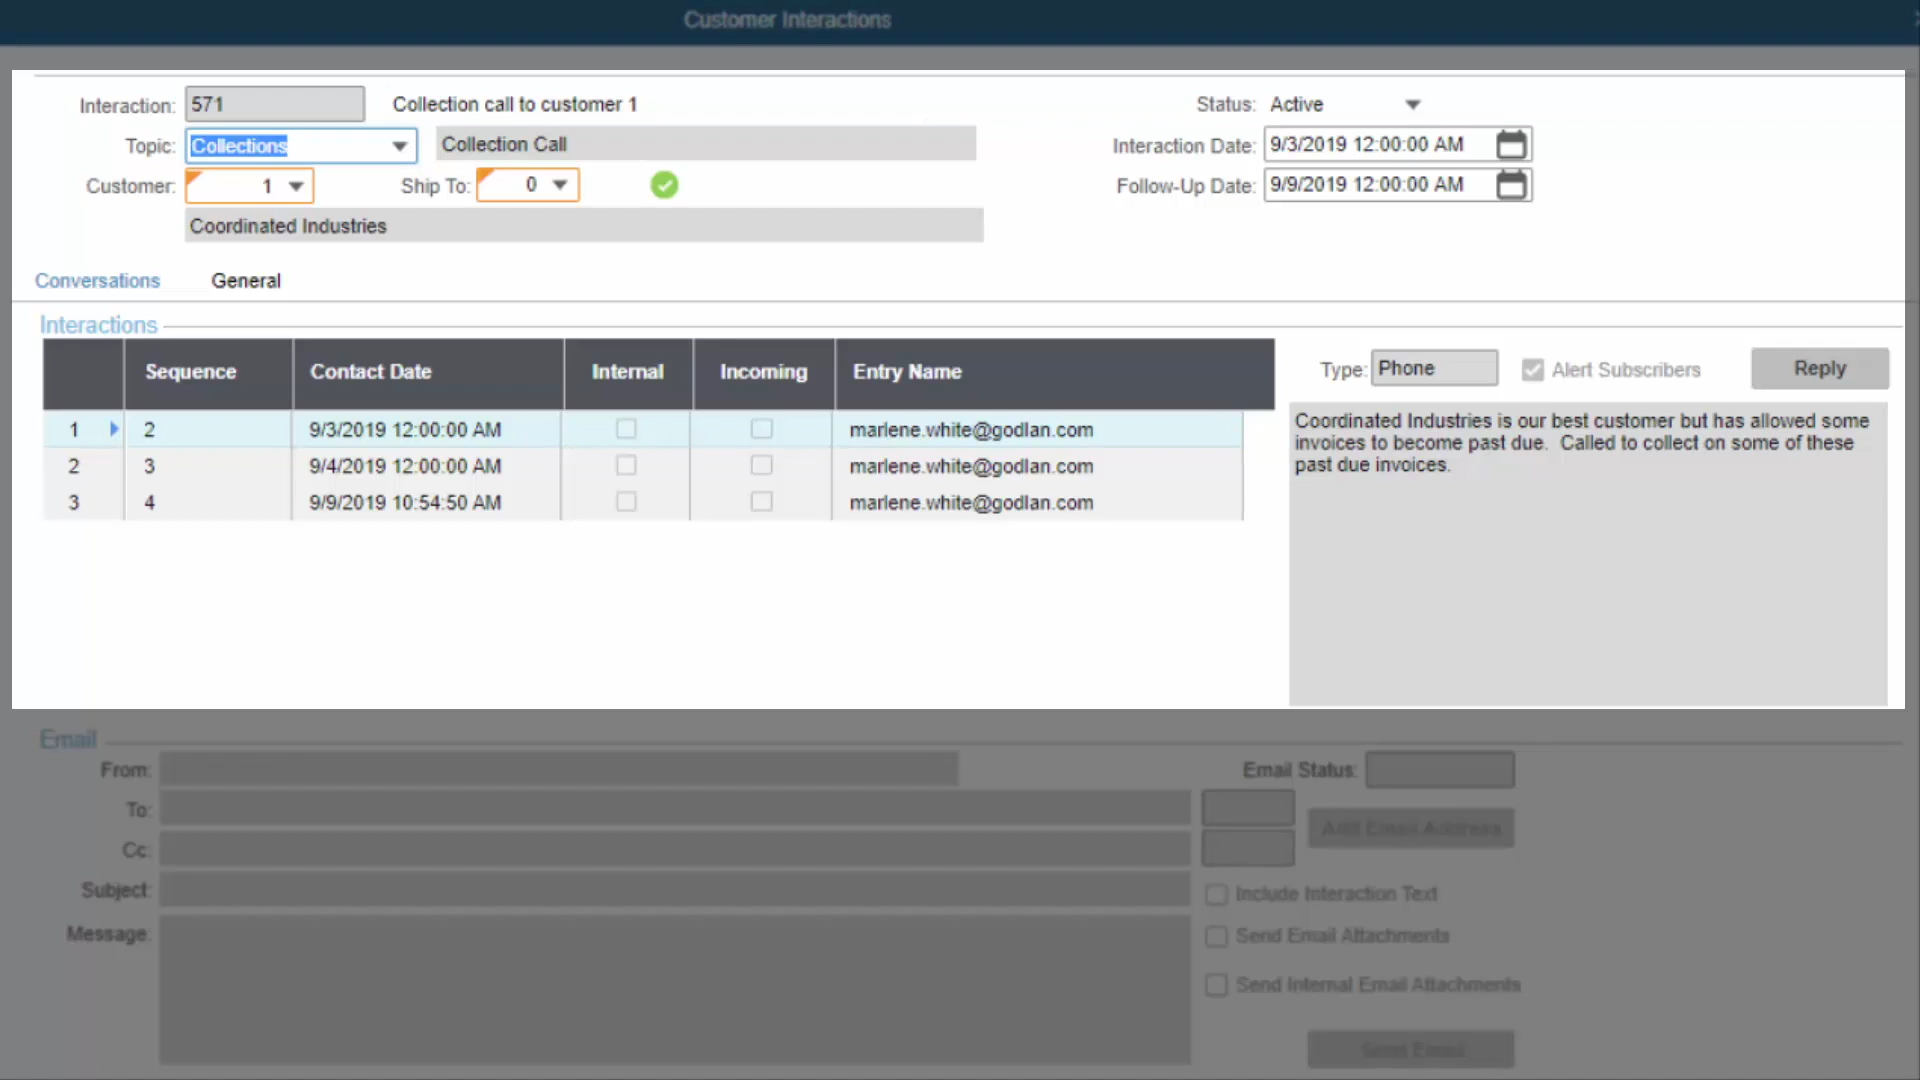 Customer Interactions
Interaction: 571 Collection call to customer 1 Status: Active
Topic: Collections Collection Call Interaction Date: 9/3/2019 12:00:00 AM
Customer: 1 Ship To: 0 Follow-Up Date: 9/9/2019 12:00:00 AM
Coordinated Industries
Conversations General
Interactions
Sequence Contact Date Internal Incoming Entry Name
1 2 9/3/2019 12:00:00 AM marlene.white@godlan.com
2 3 9/4/2019 12:00:00 AM marlene.white@godlan.com
3 4 9/9/2019 10:54:50 AM marlene.white@godlan.com
Type: Phone Alert Subscribers Reply
Coordinated Industries is our best customer but has allowed some
invoices to become past due. Called to collect on some of these
past due invoices.
Email
From: Email Status:
To: Add Email Address
Cc:
Subject: Include Interaction Text
Message: Send Email Attachments
Send Internal Email Attachments
Send Email